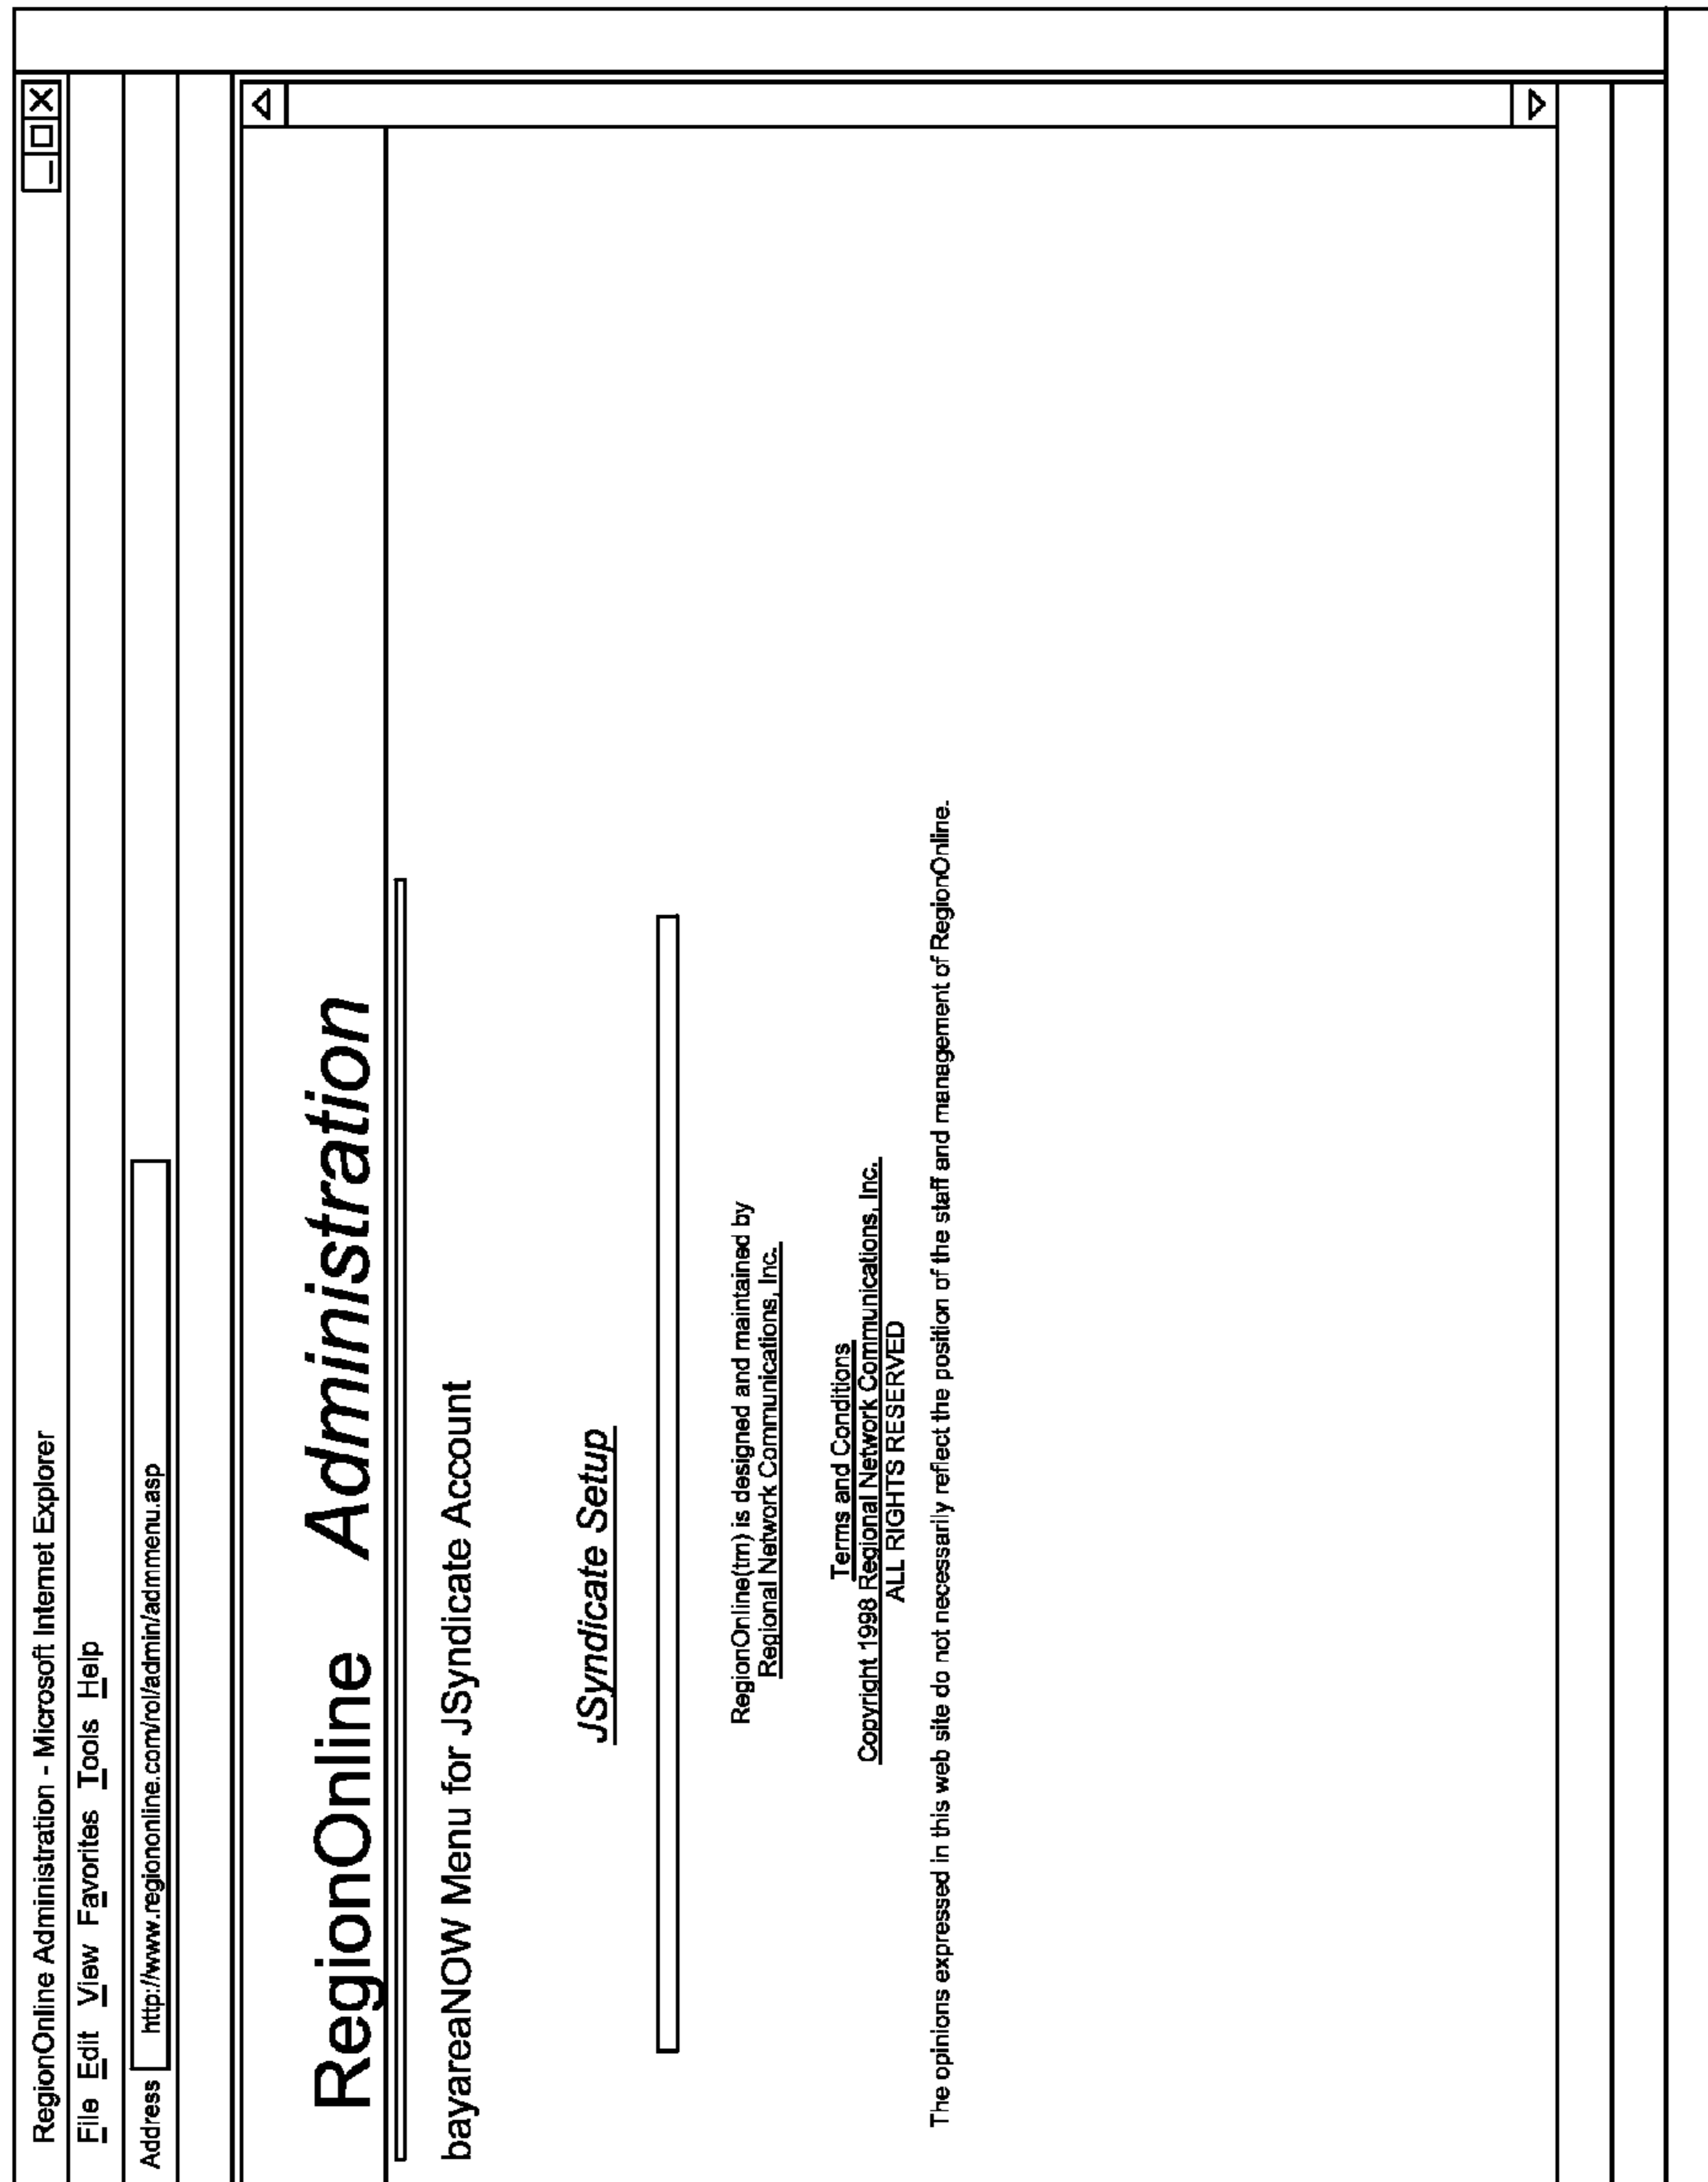 RegionOnline Administration - Microsoft Internet Explorer
File Edit View Favorites Tools Help
Address http://www.regiononline.com/rol/admin/admmenu.asp
RegionOnline Administration
bayareaNOW Menu for JSyndicate Account
JSyndicate Setup
RegionOnline(tm) is designed and maintained by
Regional Network Communications, Inc.
Terms and Conditions
Copyright 1998 Regional Network Communications, Inc.
ALL RIGHTS RESERVED
The opinions expressed in this web site do not necessarily reflect the position of the staff and management of RegionOnline.